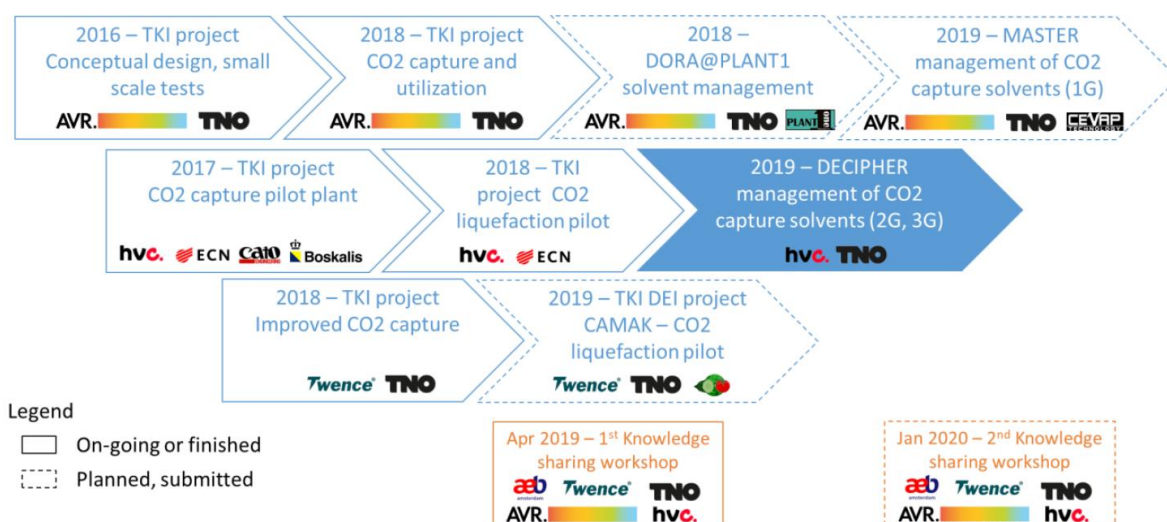 2016 – TKI project
Conceptual design, small
scale tests
AVR. TNO
2018 – TKI project
CO2 capture and
utilization
AVR. TNO
2018 –
DORA@PLANT1
solvent management
AVR. TNO PLANT ONE
2019 – MASTER
management of CO2
capture solvents (1G)
AVR. TNO CEVAP
TECHNOLOGY
2017 – TKI project
CO2 capture pilot plant
hvc. ECN CATO Boskalis
2018 – TKI
project CO2
liquefaction pilot
hvc. ECN
2019 – DECIPHER
management of CO2
capture solvents (2G, 3G)
hvc. TNO
2018 – TKI project
Improved CO2 capture
Twence® TNO
2019 – TKI DEI project
CAMAK – CO2
liquefaction pilot
Twence® TNO
Legend
On-going or finished
Planned, submitted
Apr 2019 – 1st Knowledge
sharing workshop
aeb amsterdam Twence® TNO
AVR. hvc.
Jan 2020 – 2nd Knowledge
sharing workshop
aeb amsterdam Twence® TNO
AVR. hvc.